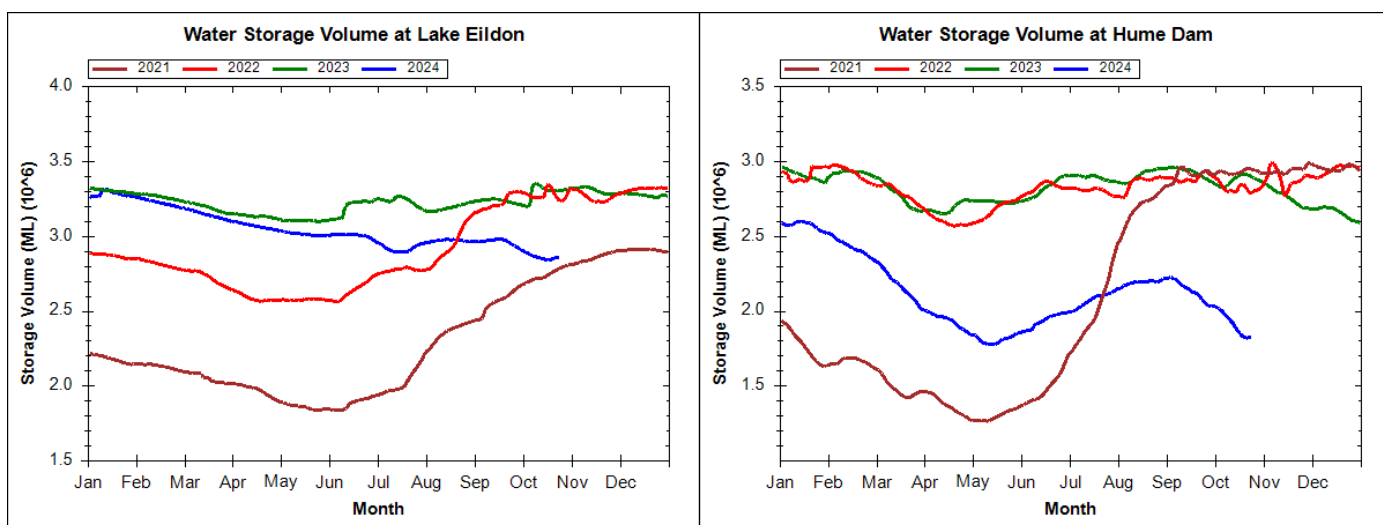 Water Storage Volume at Lake Eildon
2021 2022 2023 2024
4.0
3.5
3.0
2.5
2.0
1.5
Storage Volume (ML) (10^6)
Jan Feb Mar Apr May Jun Jul Aug Sep Oct Nov Dec
Month
Water Storage Volume at Hume Dam
2021 2022 2023 2024
3.5
3.0
2.5
2.0
1.5
Storage Volume (ML) (10^6)
Jan Feb Mar Apr May Jun Jul Aug Sep Oct Nov Dec
Month